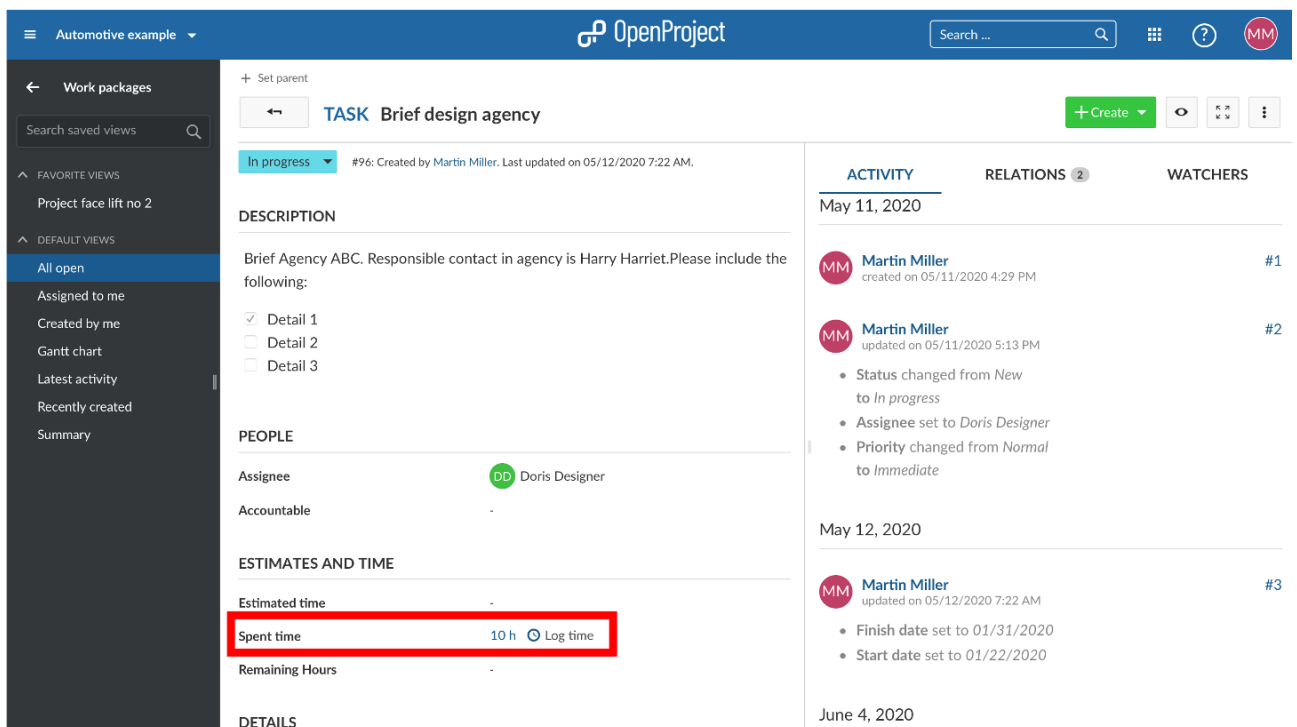 Automotive example
OpenProject
Search ...
?
MM
Work packages
Search saved views
FAVORITE VIEWS
Project face lift no 2
DEFAULT VIEWS
All open
Assigned to me
Created by me
Gantt chart
Latest activity
Recently created
Summary
+ Set parent
TASK Brief design agency
+ Create
In progress
#96: Created by Martin Miller. Last updated on 05/12/2020 7:22 AM.
DESCRIPTION
Brief Agency ABC. Responsible contact in agency is Harry Harriet.Please include the
following:
Detail 1
Detail 2
Detail 3
PEOPLE
Assignee DD Doris Designer
Accountable -
ESTIMATES AND TIME
Estimated time -
Spent time 10 h Log time
Remaining Hours -
DETAILS
ACTIVITY RELATIONS 2 WATCHERS
May 11, 2020
MM Martin Miller #1
created on 05/11/2020 4:29 PM
MM Martin Miller #2
updated on 05/11/2020 5:13 PM
• Status changed from New
to In progress
• Assignee set to Doris Designer
• Priority changed from Normal
to Immediate
May 12, 2020
MM Martin Miller #3
updated on 05/12/2020 7:22 AM
• Finish date set to 01/31/2020
• Start date set to 01/22/2020
June 4, 2020